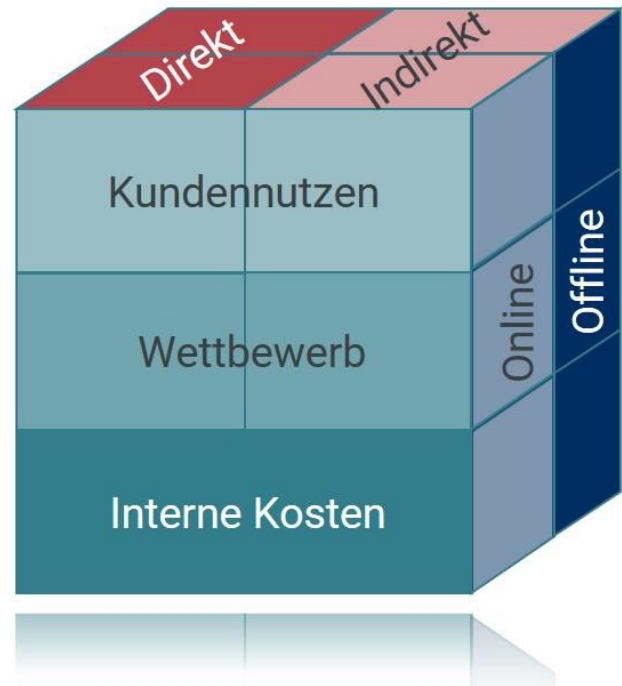 Direkt
Indirekt
Kundennutzen
Wettbewerb
Interne Kosten
Online
Offline